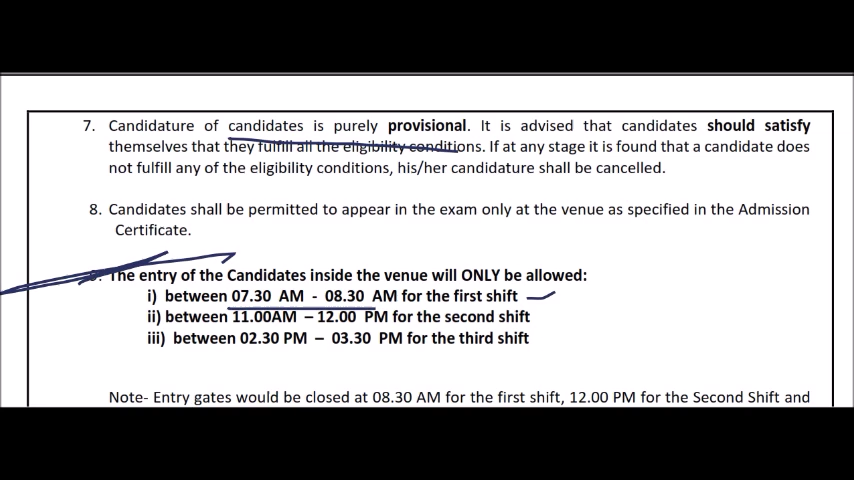 7. Candidature of candidates is purely provisional. It is advised that candidates should satisfy
themselves that they fulfill all the eligibility conditions. If at any stage it is found that a candidate does
not fulfill any of the eligibility conditions, his/her candidature shall be cancelled.
8. Candidates shall be permitted to appear in the exam only at the venue as specified in the Admission
Certificate.
9. The entry of the Candidates inside the venue will ONLY be allowed:
i) between 07.30 AM - 08.30 AM for the first shift
ii) between 11.00AM – 12.00 PM for the second shift
iii) between 02.30 PM – 03.30 PM for the third shift
Note- Entry gates would be closed at 08.30 AM for the first shift, 12.00 PM for the Second Shift and